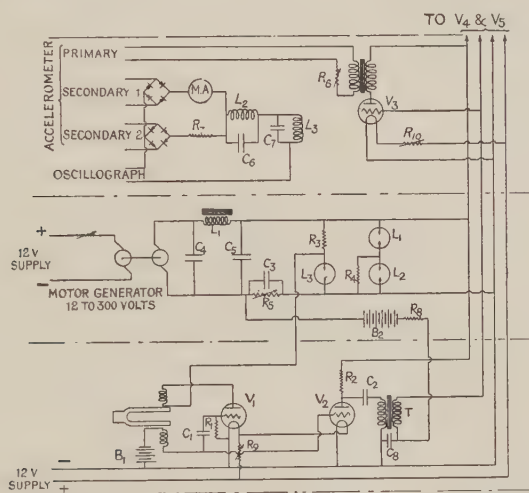 TO V4 & V5
ACCELEROMETER
PRIMARY
SECONDARY 1
M.A
L2
R6
V3
SECONDARY 2
R7
C6
C7
L3
R10
OSCILLOGRAPH
+
12 V
SUPPLY
-
MOTOR GENERATOR
12 TO 300 VOLTS
L1
C4
C5
C3
R5
R3
L3
R4
L1
L2
B2
R8
B1
C1
R1
V1
R9
V2
R2
C2
T
C8
-
12 V
SUPPLY
+